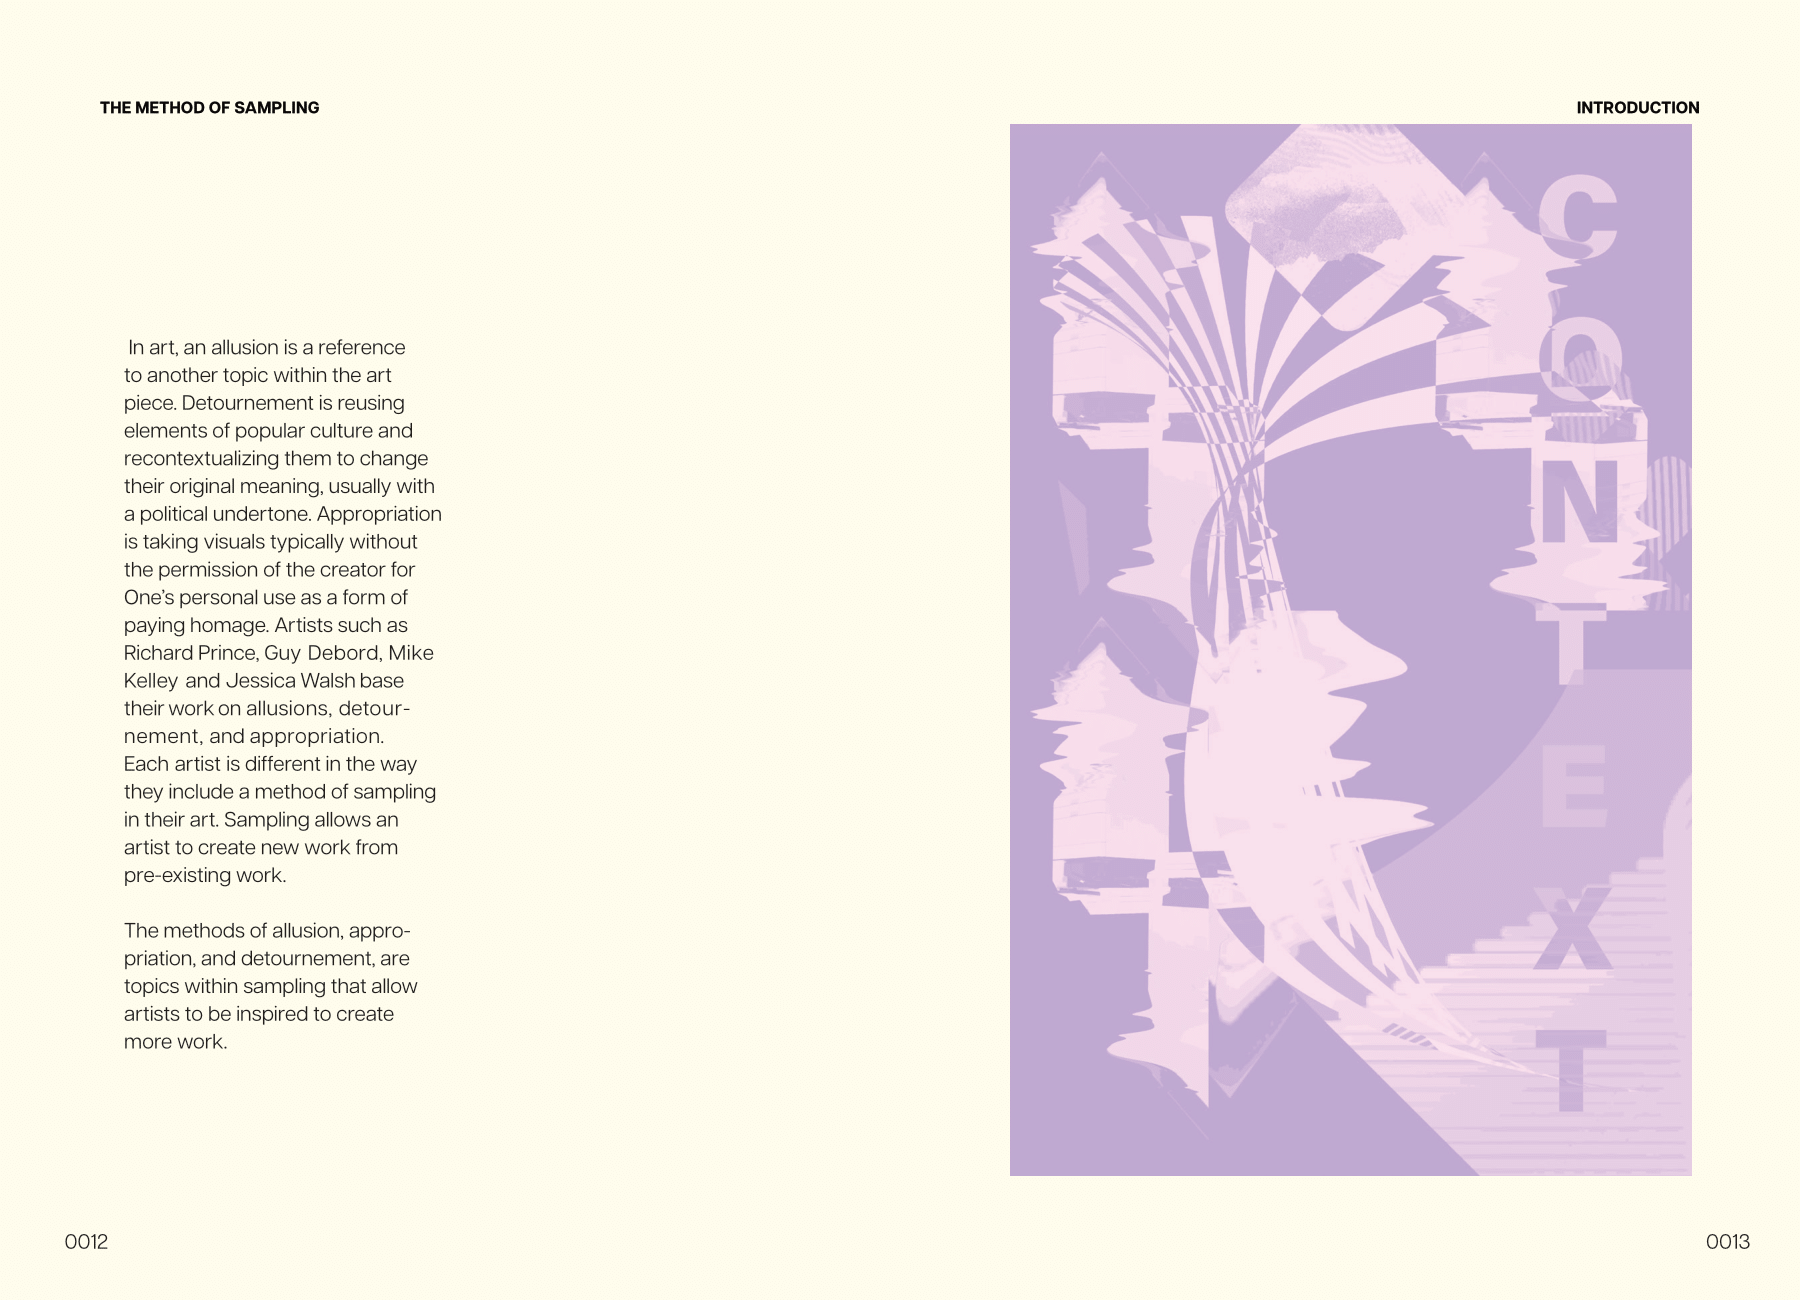 THE METHOD OF SAMPLING
INTRODUCTION
In art, an allusion is a reference
to another topic within the art
piece. Detournement is reusing
elements of popular culture and
recontextualizing them to change
their original meaning, usually with
a political undertone. Appropriation
is taking visuals typically without
the permission of the creator for
One's personal use as a form of
paying homage. Artists such as
Richard Prince, Guy Debord, Mike
Kelley and Jessica Walsh base
their work on allusions, detour-
nement, and appropriation.
Each artist is different in the way
they include a method of sampling
in their art. Sampling allows an
artist to create new work from
pre-existing work.
The methods of allusion, appro-
priation, and detournement, are
topics within sampling that allow
artists to be inspired to create
more work.
C
O
N
T
E
X
T
0012
0013